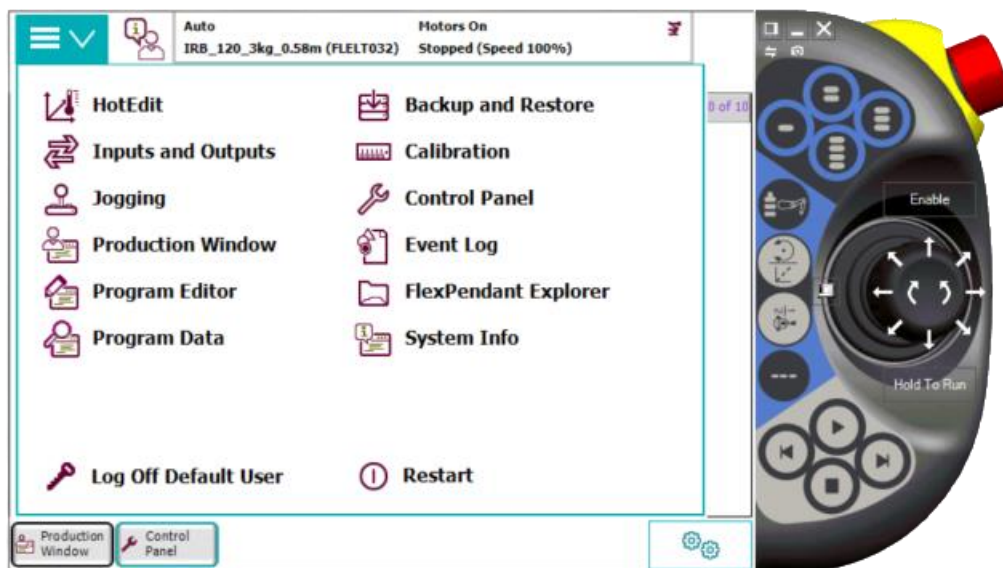 Auto
IRB_120_3kg_0.58m (FLELT032)
Motors On
Stopped (Speed 100%)
HotEdit
Inputs and Outputs
Jogging
Production Window
Program Editor
Program Data
Backup and Restore
Calibration
Control Panel
Event Log
FlexPendant Explorer
System Info
Log Off Default User
Restart
of 10
Production
Window
Control
Panel
Enable
Hold To Run